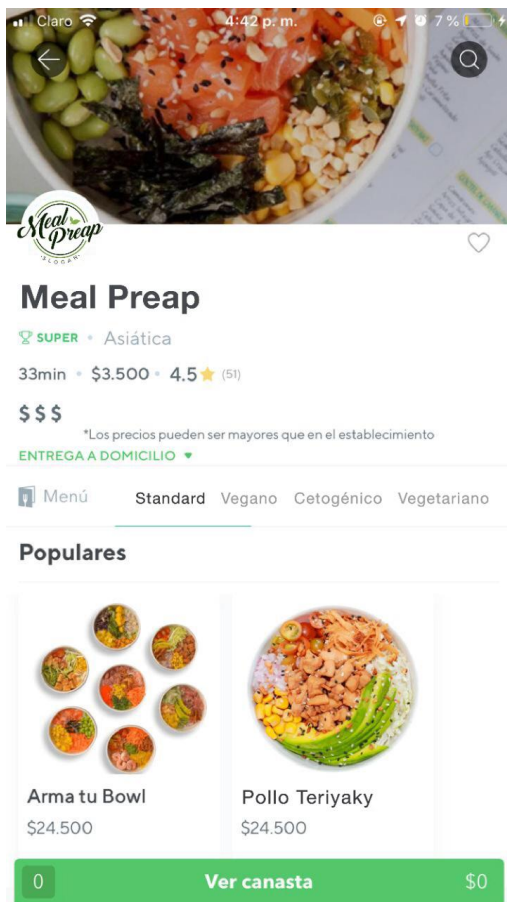 Claro 4:42 p. m. 7 %
Meal
Preap
SLOGAN
Meal Preap
SUPER • Asiática
33min • $3.500 • 4.5 (51)
$ $ $
*Los precios pueden ser mayores que en el establecimiento
ENTREGA A DOMICILIO
Menú Standard Vegano Cetogénico Vegetariano
Populares
Arma tu Bowl Pollo Teriyaky
$24.500 $24.500
0 Ver canasta $0